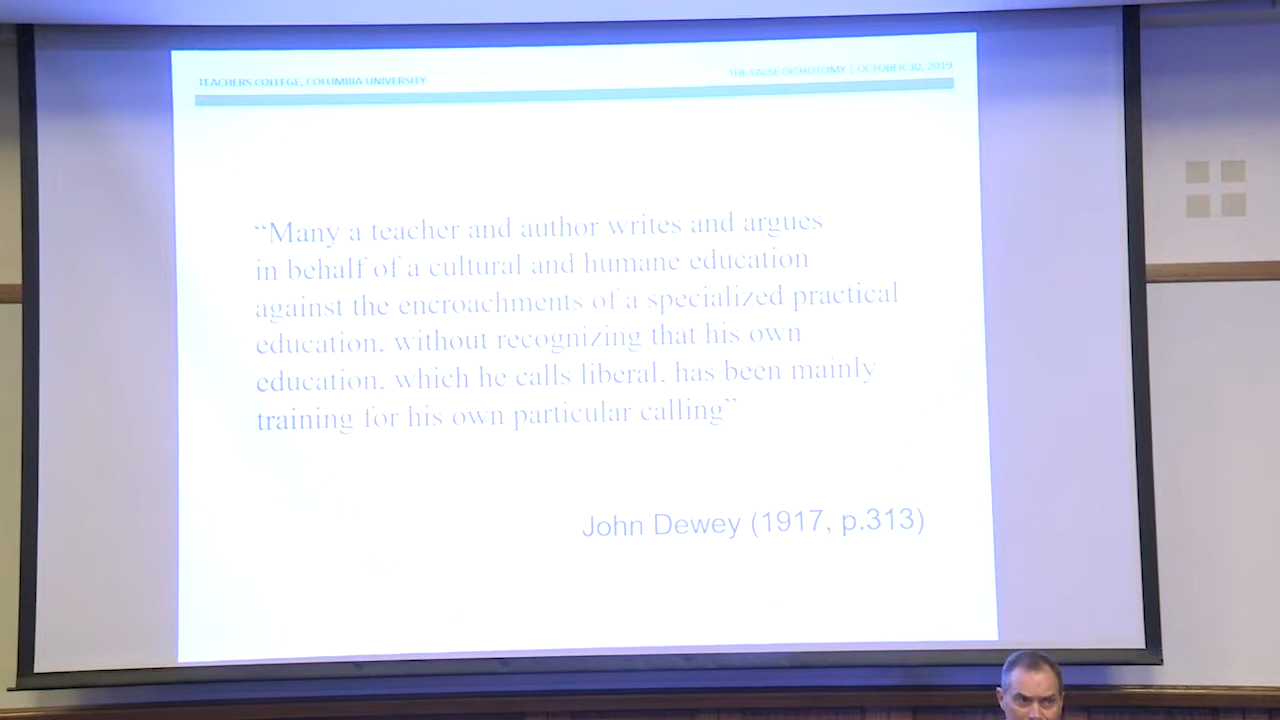 TEACHERS COLLEGE, COLUMBIA UNIVERSITY
THE FALSE DICHOTOMY | OCTOBER 30, 2019
“Many a teacher and author writes and argues
in behalf of a cultural and humane education
against the encroachments of a specialized practical
education, without recognizing that his own
education, which he calls liberal, has been mainly
training for his own particular calling”
John Dewey (1917, p.313)